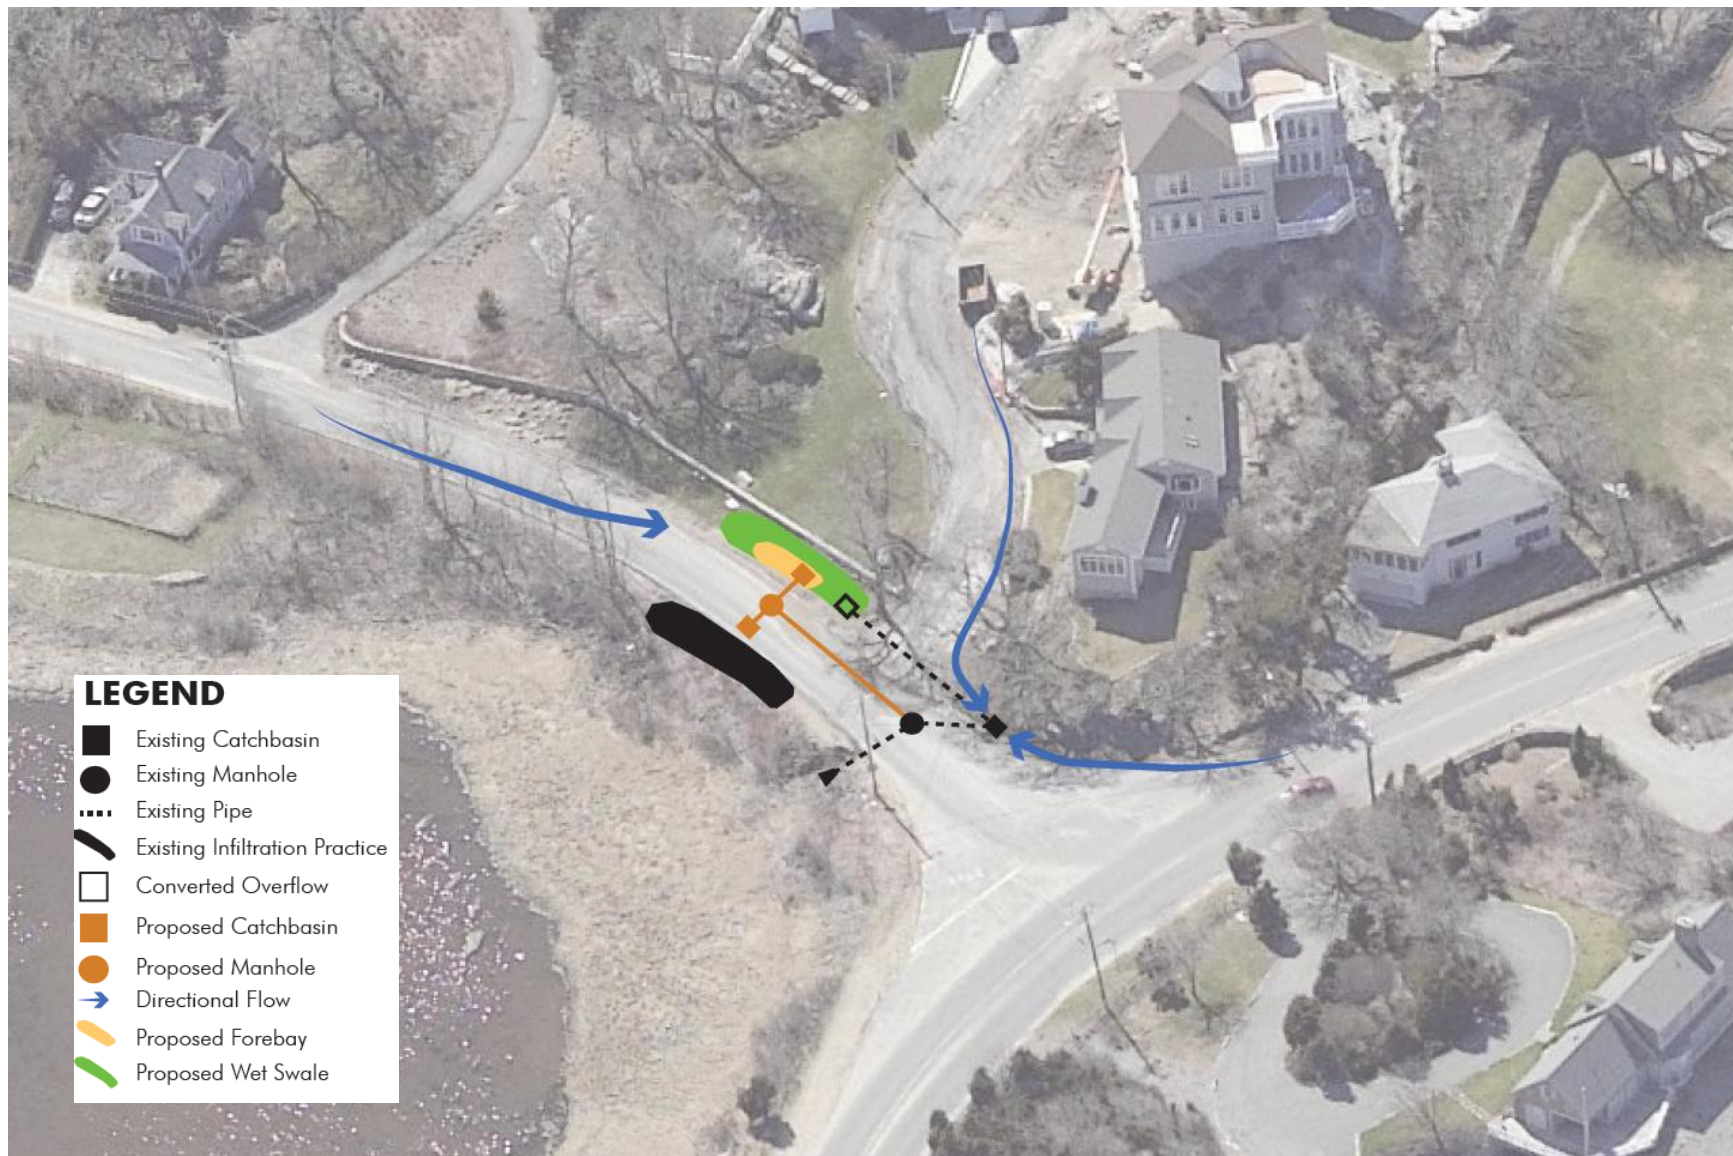 LEGEND
Existing Catchbasin
Existing Manhole
Existing Pipe
Existing Infiltration Practice
Converted Overflow
Proposed Catchbasin
Proposed Manhole
Directional Flow
Proposed Forebay
Proposed Wet Swale